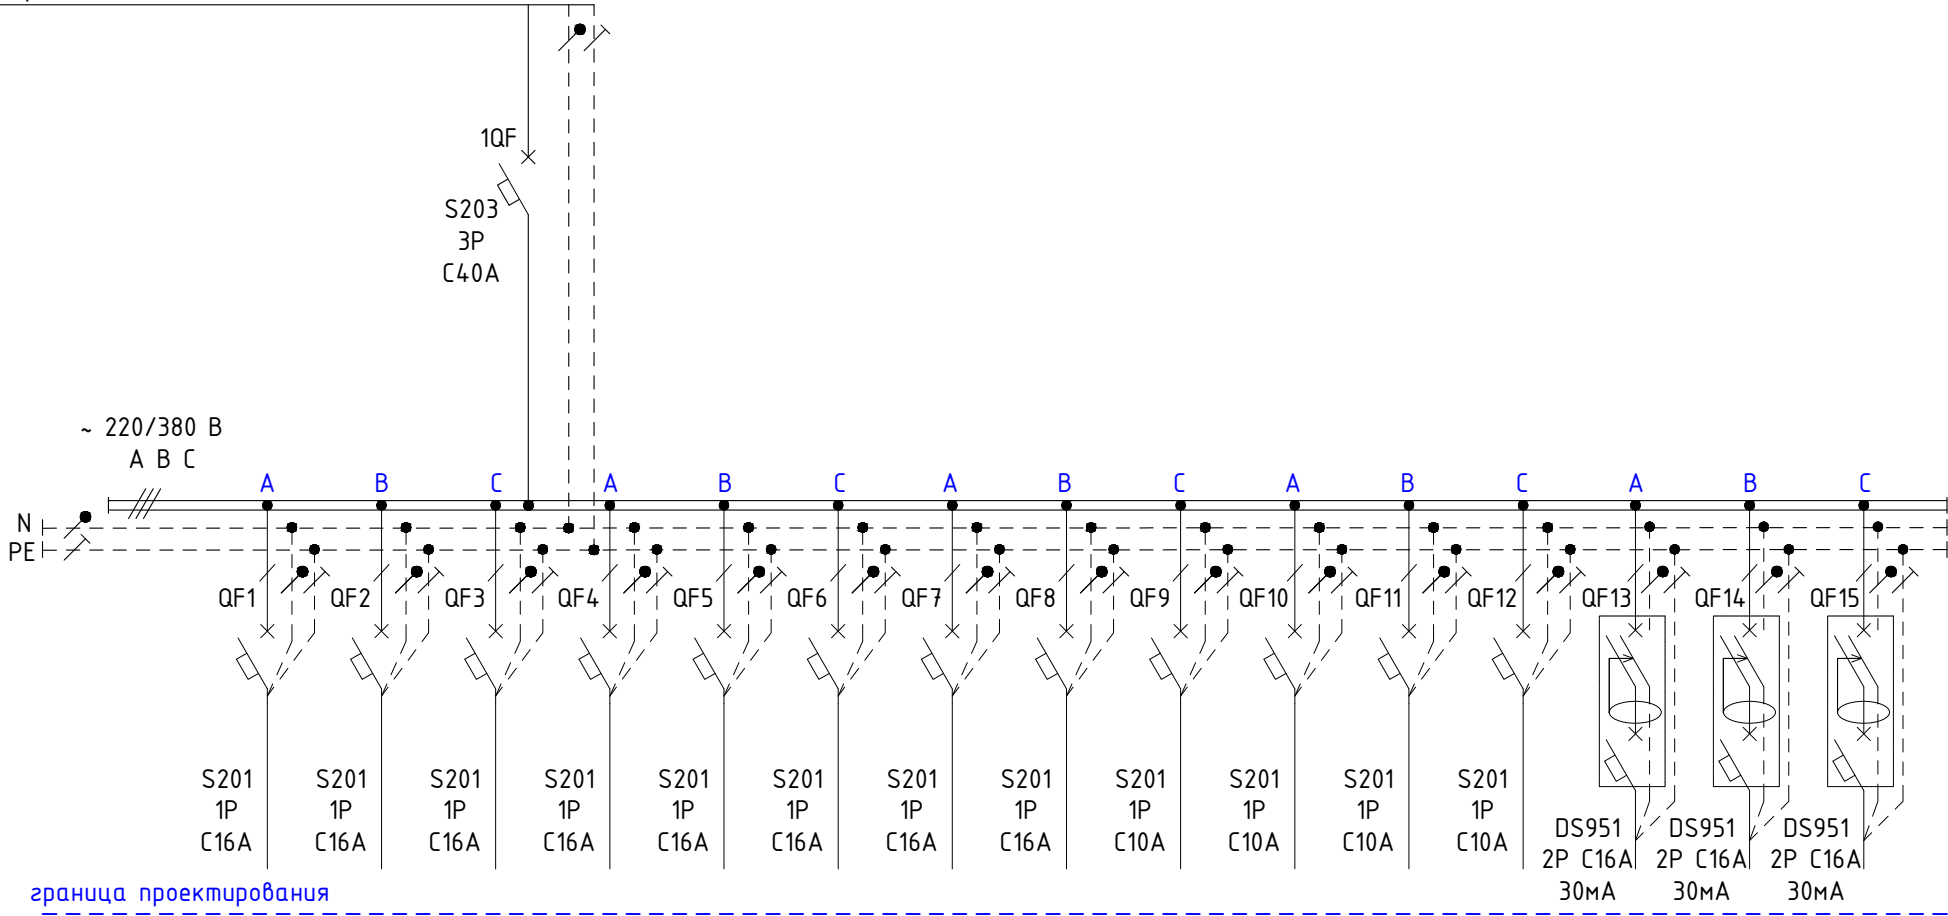 1QF
S203
3P
C40A
~ 220/380 В
A B C
A B C A B C A B C A B C A B C
N
PE
QF1 QF2 QF3 QF4 QF5 QF6 QF7 QF8 QF9 QF10 QF11 QF12 QF13 QF14 QF15
S201 S201 S201 S201 S201 S201 S201 S201 S201 S201 S201 S201
1P 1P 1P 1P 1P 1P 1P 1P 1P 1P 1P 1P
C16A C16A C16A C16A C16A C16A C16A C16A C10A C10A C10A C10A
DS951 DS951 DS951
2P C16A 2P C16A 2P C16A
30мА 30мА 30мА
граница проектирования